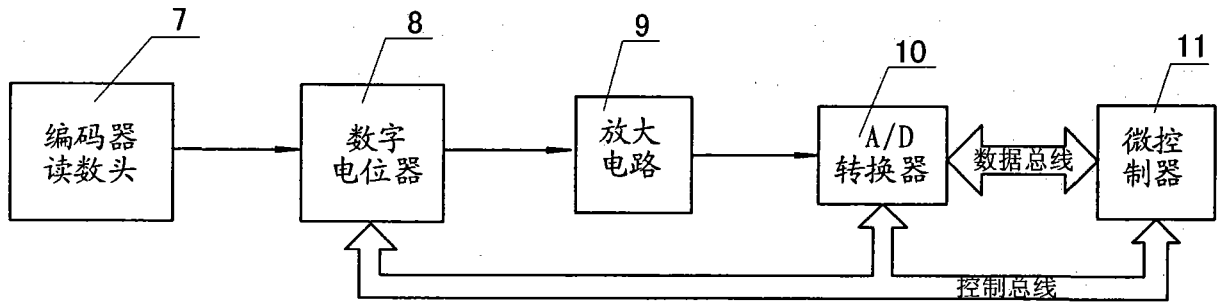 7
8
9
10
11
编码器
读数头
数字
电位器
放大
电路
A/D
转换器
数据总线
微控
制器
控制总线